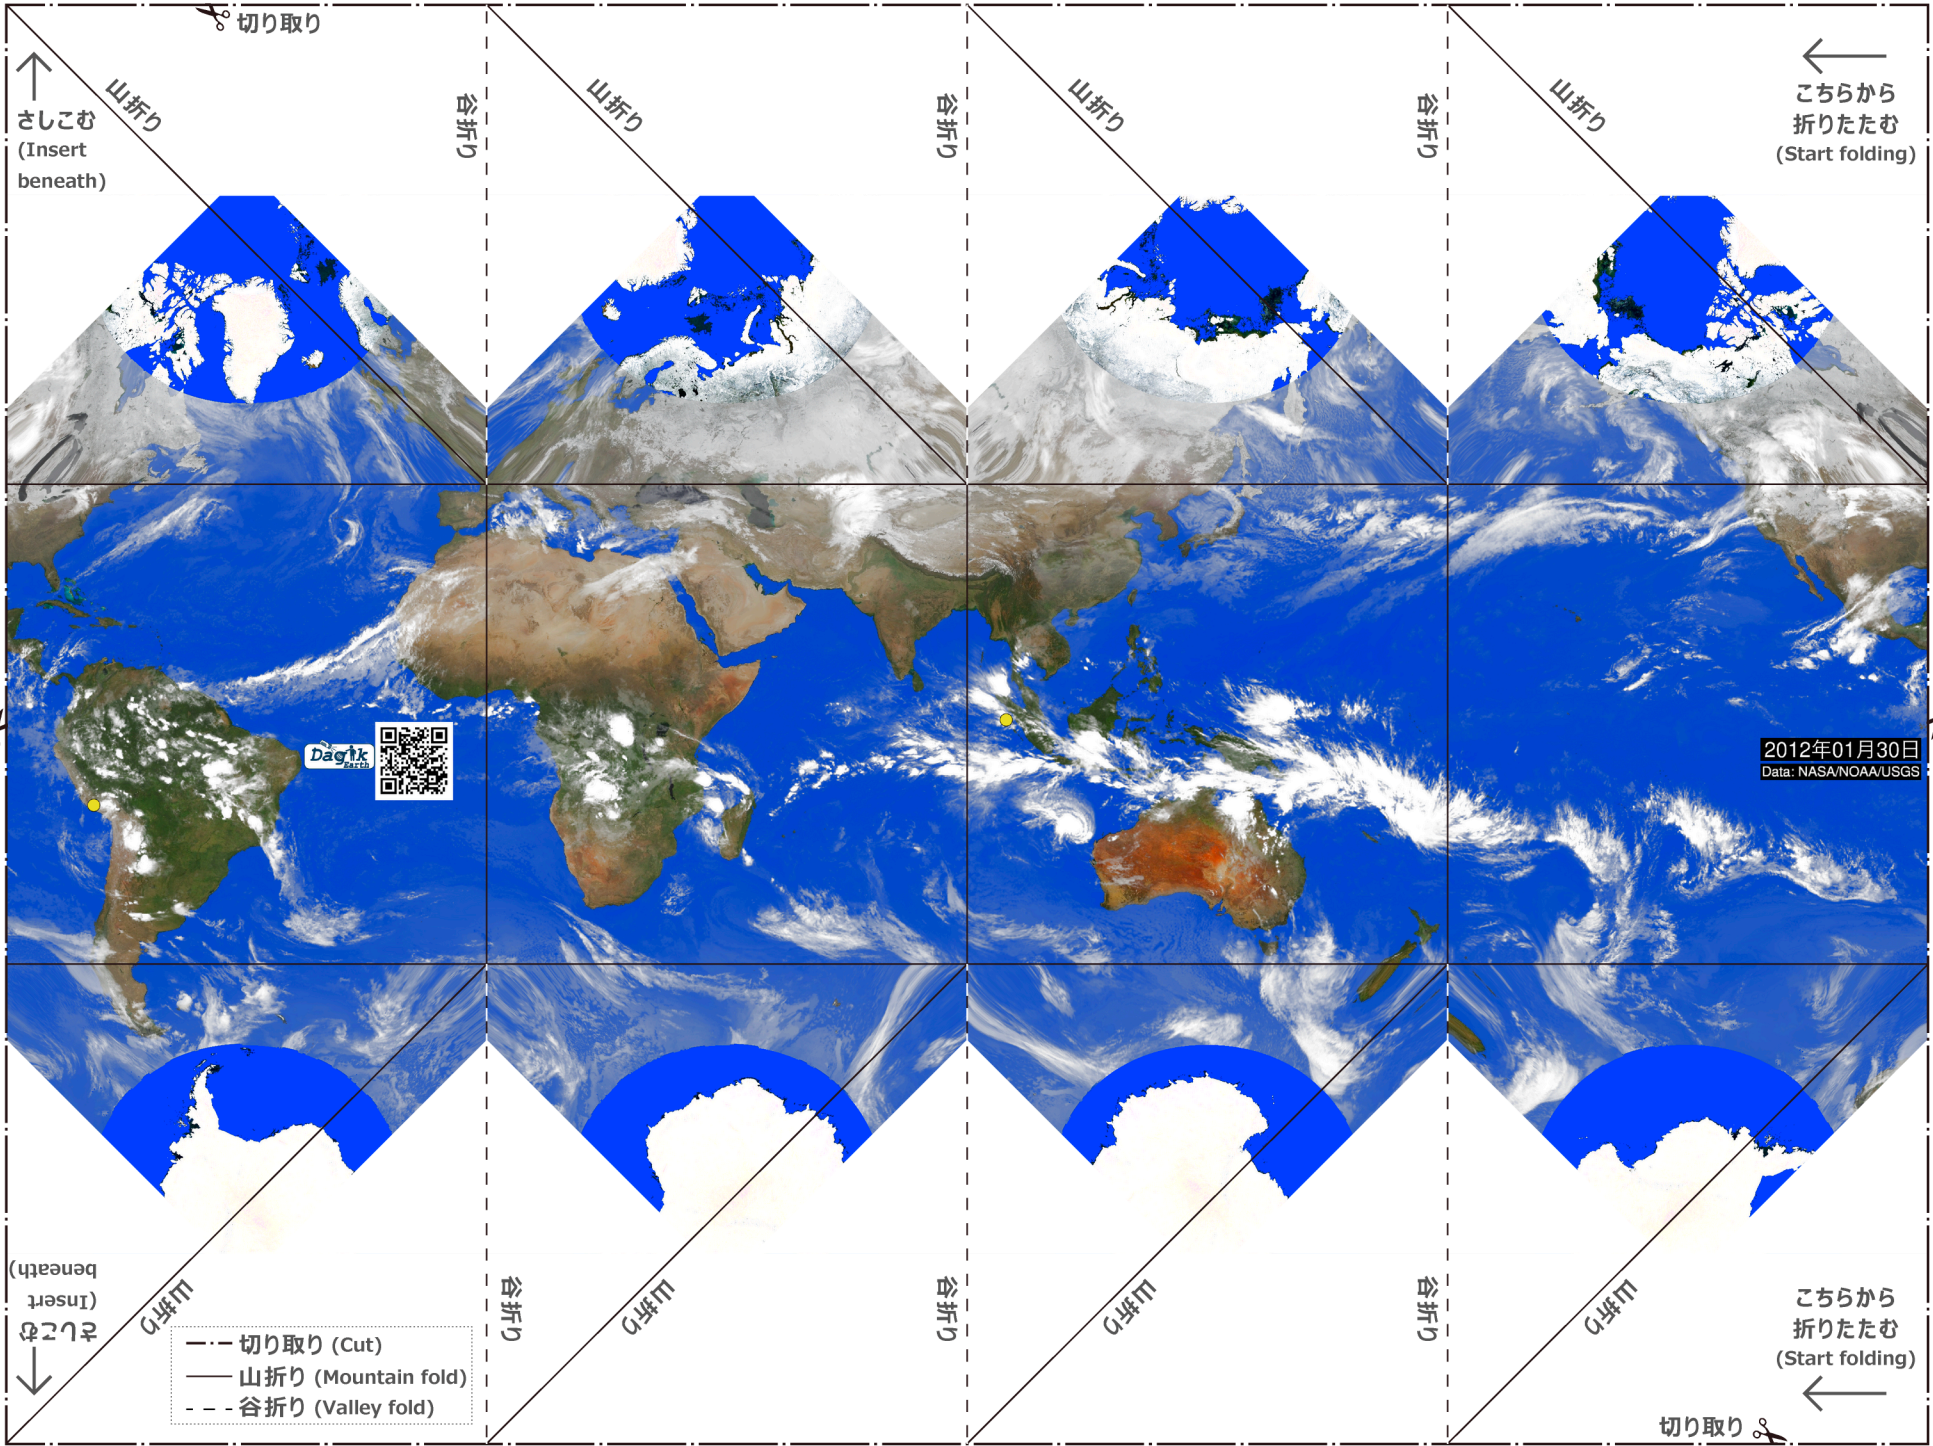 切り取り
山折り
谷折り
山折り
谷折り
山折り
谷折り
山折り
こちらから
折りたたむ
(Start folding)
さしこむ
(Insert
beneath)
Dagik
Earth
2012年01月30日
Data: NASA/NOAA/USGS
さしこむ
(Insert
beneath)
山折り
谷折り
山折り
谷折り
山折り
谷折り
山折り
こちらから
折りたたむ
(Start folding)
切り取り (Cut)
山折り (Mountain fold)
谷折り (Valley fold)
切り取り